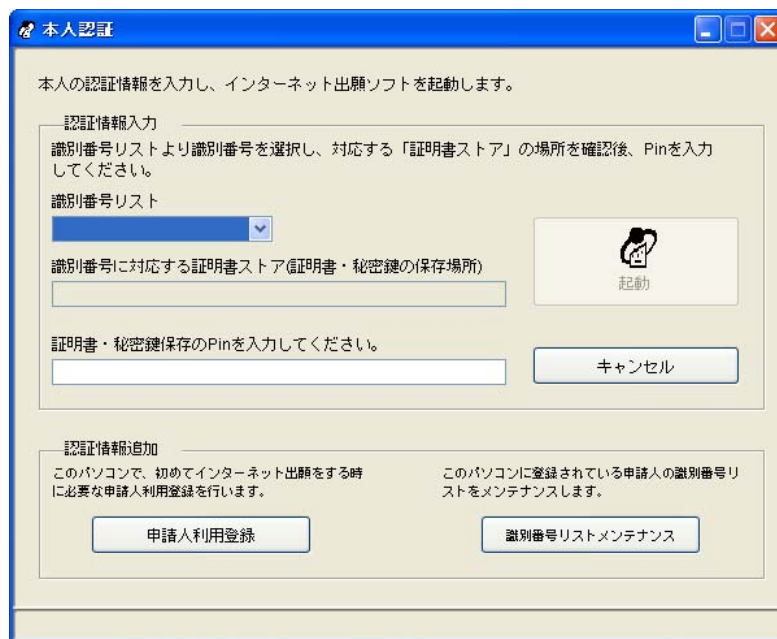 本人認証
本人の認証情報を入力し、インターネット出願ソフトを起動します。
認証情報入力
識別番号リストより識別番号を選択し、対応する「証明書ストア」の場所を確認後、Pinを入力
してください。
識別番号リスト
識別番号に対応する証明書ストア(証明書・秘密鍵の保存場所)
起動
証明書・秘密鍵保存のPinを入力してください。
キャンセル
認証情報追加
このパソコンで、初めてインターネット出願をする時
に必要な申請人利用登録を行います。
申請人利用登録
このパソコンに登録されている申請人の識別番号リ
ストをメンテナンスします。
識別番号リストメンテナンス